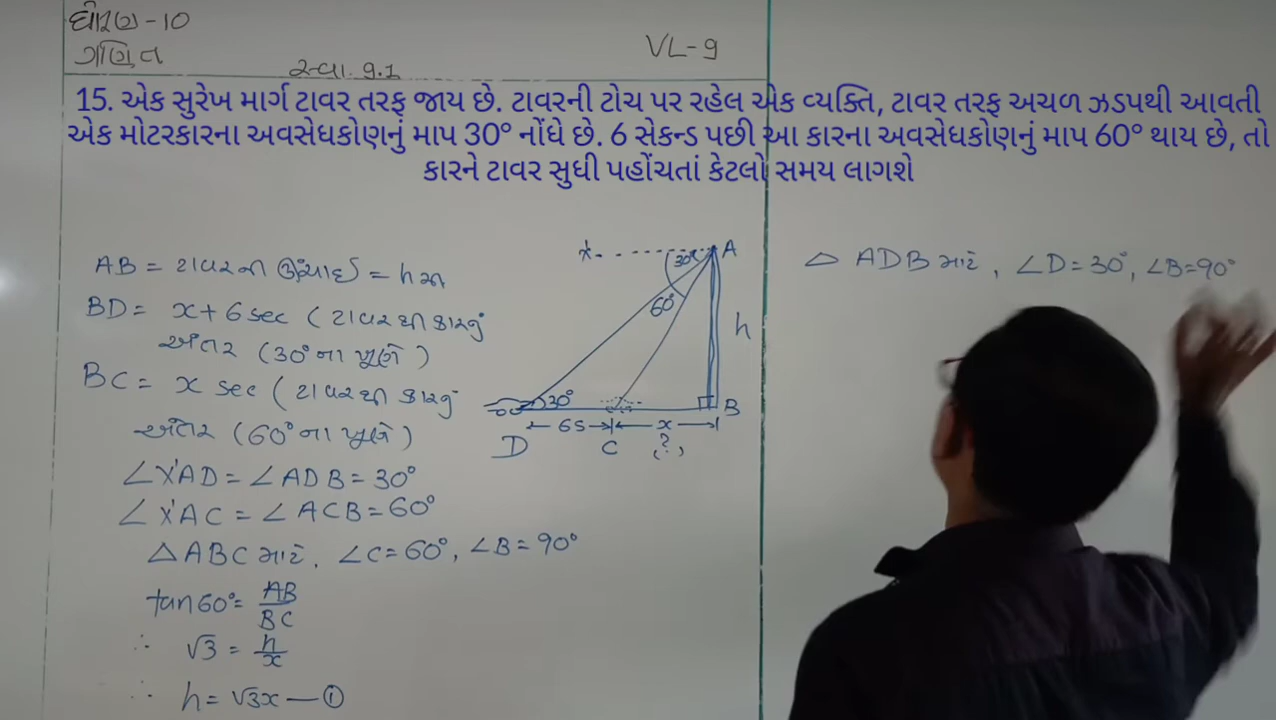 ધોરણ-10
ગણિત
સ્વા. 9.1
VL-9
15. એક સુરેખ માર્ગ ટાવર તરફ જાય છે. ટાવરની ટોચ પર રહેલ એક વ્યક્તિ, ટાવર તરફ અચળ ઝડપથી આવતી
એક મોટરકારના અવસેધકોણનું માપ 30° નોંધે છે. 6 સેકન્ડ પછી આ કારના અવસેધકોણનું માપ 60° થાય છે, તો
કારને ટાવર સુધી પહોંચતાં કેટલો સમય લાગશે
AB = ટાવરની ઊંચાઈ = h મી
BD = x + 6 sec (ટાવરથી કારનું
અંતર (30° ના ખૂણે)
BC = x sec (ટાવરથી કારનું
અંતર (60° ના ખૂણે)
∠X'AD = ∠ADB = 30°
∠X'AC = ∠ACB = 60°
△ABC માટે, ∠C = 60°, ∠B = 90°
tan60° = AB/BC
∴ √3 = h/x
∴ h = √3x — ①
A
30°
60°
h
30°
B
6S
x
D
C
(?)
△ ADB માટે, ∠D = 30°, ∠B = 90°